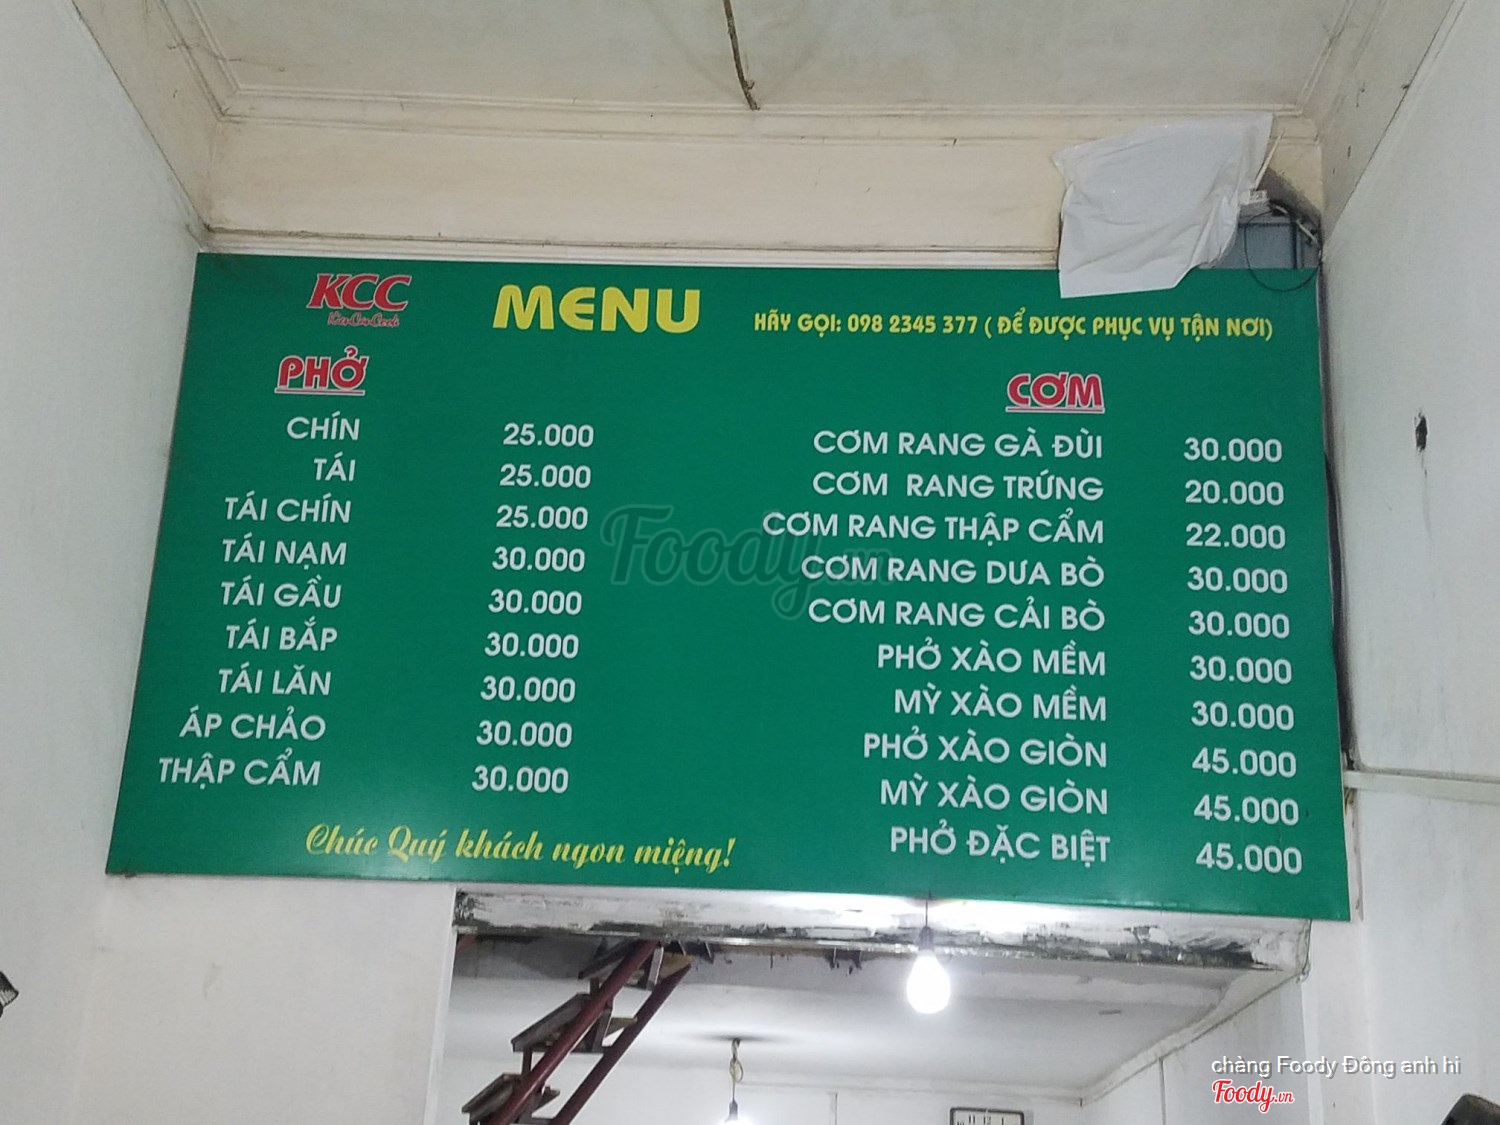 KCC
MENU
HÃY GỌI: 098 2345 377 ( ĐỂ ĐƯỢC PHỤC VỤ TẬN NƠI)
PHỞ
CHÍN 25.000
TÁI 25.000
TÁI CHÍN 25.000
TÁI NẠM 30.000
TÁI GẦU 30.000
TÁI BẮP 30.000
TÁI LĂN 30.000
ÁP CHẢO 30.000
THẬP CẨM 30.000
CƠM
CƠM RANG GÀ ĐÙI 30.000
CƠM RANG TRỨNG 20.000
CƠM RANG THẬP CẨM 22.000
CƠM RANG DƯA BÒ 30.000
CƠM RANG CẢI BÒ 30.000
PHỞ XÀO MỀM 30.000
MỲ XÀO MỀM 30.000
PHỞ XÀO GIÒN 45.000
MỲ XÀO GIÒN 45.000
PHỞ ĐẶC BIỆT 45.000
Chúc Quý khách ngon miệng!
Foody.vn
chàng Foody Đông anh hi
Foody.vn